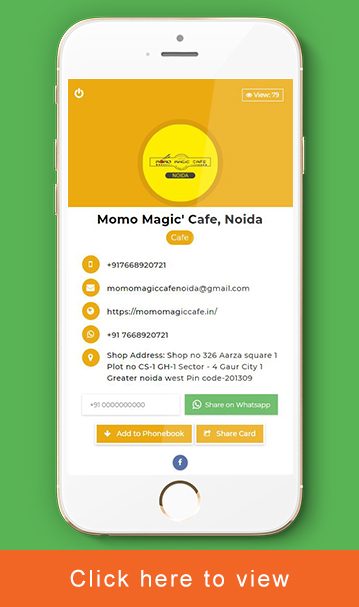 View: 79
MOMO MAGIC CAFE
NOIDA
Momo Magic' Cafe, Noida
Cafe
+917668920721
momomagiccafenoida@gmail.com
https://momomagiccafe.in/
+91 7668920721
Shop Address: Shop no 326 Aarza square 1
Plot no CS-1 GH-1 Sector - 4 Gaur City 1
Greater noida west Pin code-201309
+91 0000000000
Share on Whatsapp
Add to Phonebook
Share Card
f
Click here to view